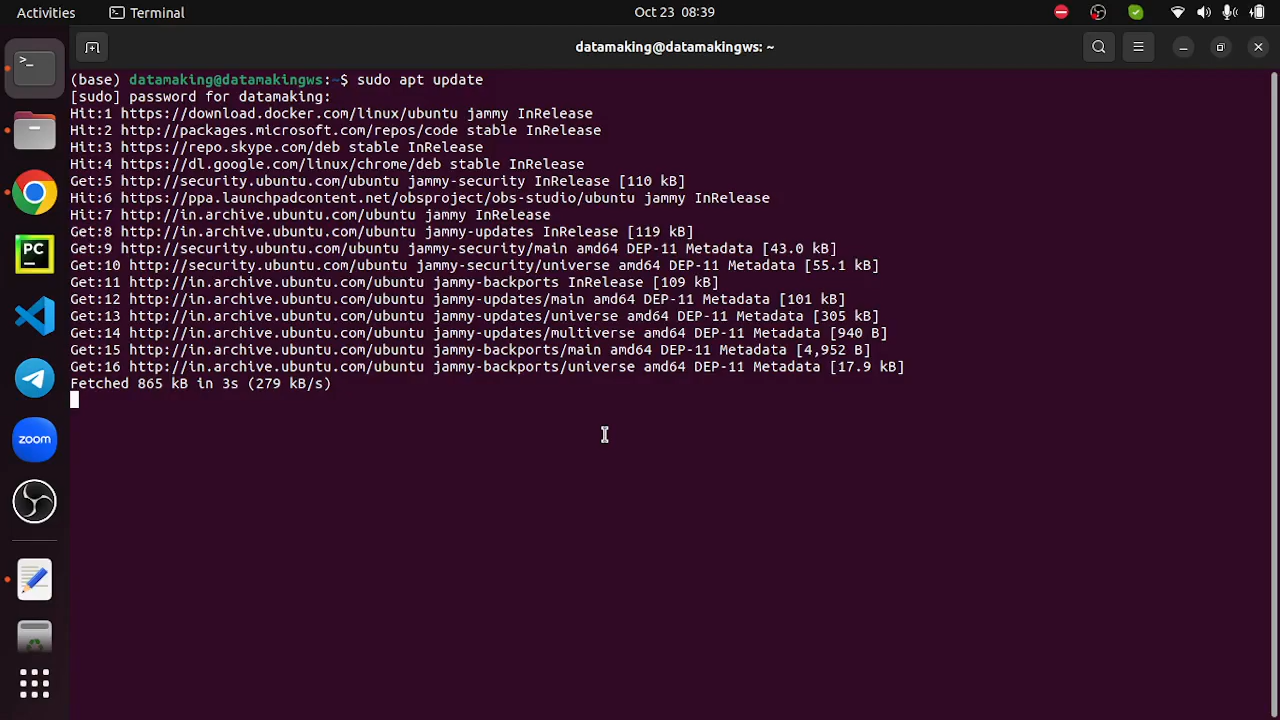 Activities
Terminal
Oct 23 08:39
datamaking@datamakingws: ~
(base) datamaking@datamakingws:~$ sudo apt update
[sudo] password for datamaking:
Hit:1 https://download.docker.com/linux/ubuntu jammy InRelease
Hit:2 http://packages.microsoft.com/repos/code stable InRelease
Hit:3 https://repo.skype.com/deb stable InRelease
Hit:4 https://dl.google.com/linux/chrome/deb stable InRelease
Get:5 http://security.ubuntu.com/ubuntu jammy-security InRelease [110 kB]
Hit:6 https://ppa.launchpadcontent.net/obsproject/obs-studio/ubuntu jammy InRelease
Hit:7 http://in.archive.ubuntu.com/ubuntu jammy InRelease
Get:8 http://in.archive.ubuntu.com/ubuntu jammy-updates InRelease [119 kB]
Get:9 http://security.ubuntu.com/ubuntu jammy-security/main amd64 DEP-11 Metadata [43.0 kB]
Get:10 http://security.ubuntu.com/ubuntu jammy-security/universe amd64 DEP-11 Metadata [55.1 kB]
Get:11 http://in.archive.ubuntu.com/ubuntu jammy-backports InRelease [109 kB]
Get:12 http://in.archive.ubuntu.com/ubuntu jammy-updates/main amd64 DEP-11 Metadata [101 kB]
Get:13 http://in.archive.ubuntu.com/ubuntu jammy-updates/universe amd64 DEP-11 Metadata [305 kB]
Get:14 http://in.archive.ubuntu.com/ubuntu jammy-updates/multiverse amd64 DEP-11 Metadata [940 B]
Get:15 http://in.archive.ubuntu.com/ubuntu jammy-backports/main amd64 DEP-11 Metadata [4,952 B]
Get:16 http://in.archive.ubuntu.com/ubuntu jammy-backports/universe amd64 DEP-11 Metadata [17.9 kB]
Fetched 865 kB in 3s (279 kB/s)
PC
zoom